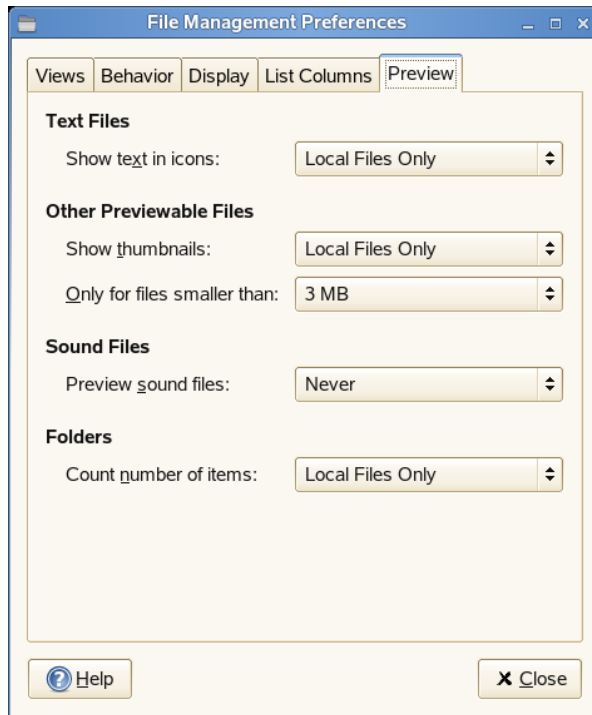 File Management Preferences
Views Behavior Display List Columns Preview
Text Files
Show text in icons: Local Files Only
Other Previewable Files
Show thumbnails: Local Files Only
Only for files smaller than: 3 MB
Sound Files
Preview sound files: Never
Folders
Count number of items: Local Files Only
Help Close